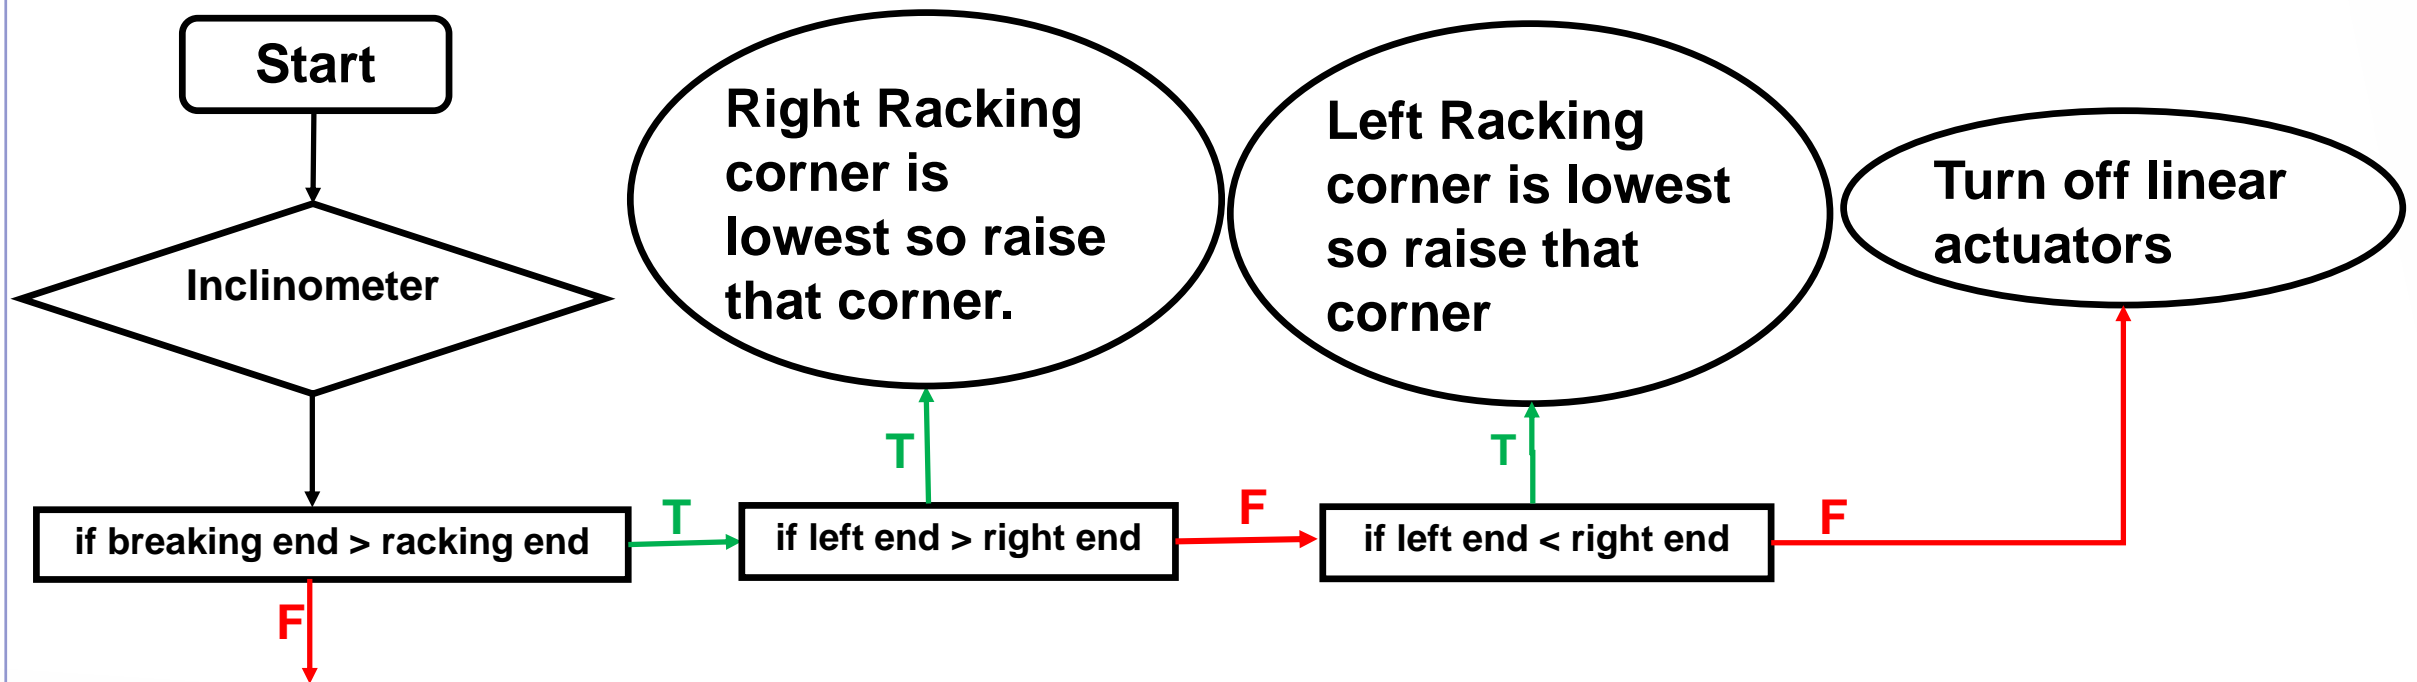 Start
Inclinometer
Right Racking
corner is
lowest so raise
that corner.
Left Racking
corner is lowest
so raise that
corner
Turn off linear
actuators
T
T
if breaking end > racking end
T
if left end > right end
F
if left end < right end
F
F